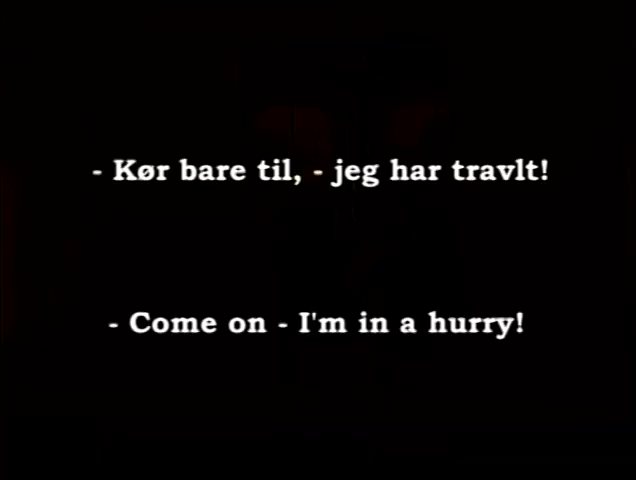 - Kør bare til, - jeg har travlt!
- Come on - I'm in a hurry!